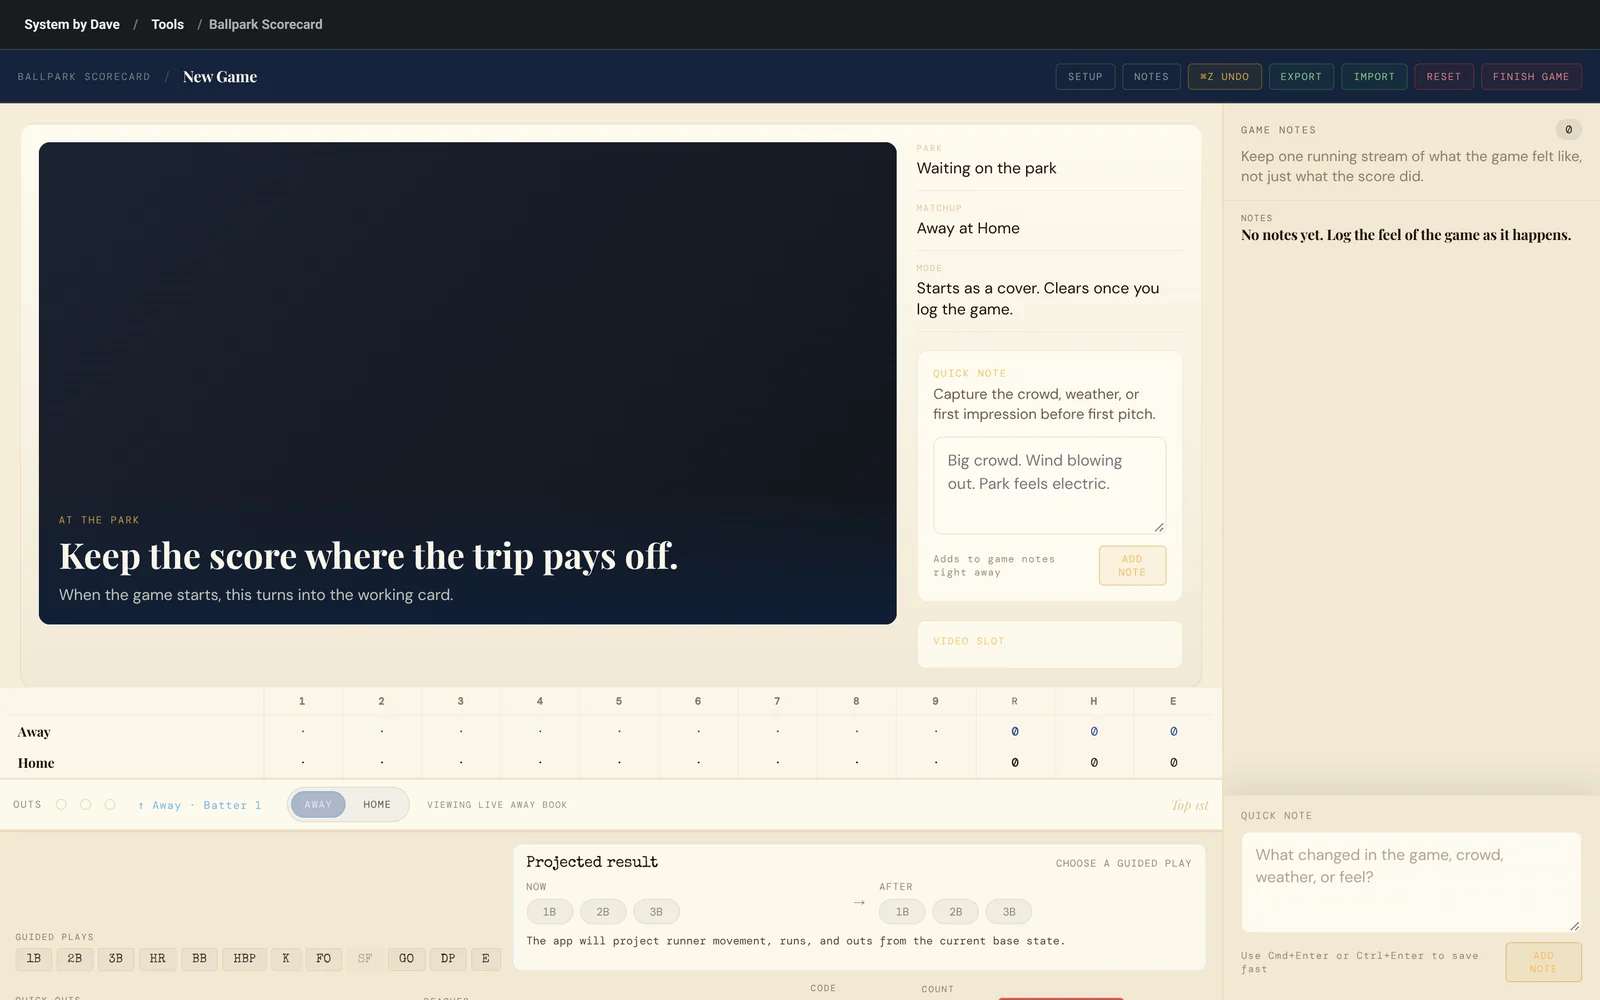 System by Dave / Tools / Ballpark Scorecard
BALLPARK SCORECARD / New Game
SETUP NOTES ⌘Z UNDO EXPORT IMPORT RESET FINISH GAME
AT THE PARK
Keep the score where the trip pays off.
When the game starts, this turns into the working card.
PARK
Waiting on the park
MATCHUP
Away at Home
MODE
Starts as a cover. Clears once you
log the game.
QUICK NOTE
Capture the crowd, weather, or
first impression before first pitch.
Big crowd. Wind blowing
out. Park feels electric.
Adds to game notes
right away
ADD
NOTE
VIDEO SLOT
1 2 3 4 5 6 7 8 9 R H E
Away · · · · · · · · · 0 0 0
Home · · · · · · · · · 0 0 0
OUTS ↑ Away · Batter 1 AWAY HOME VIEWING LIVE AWAY BOOK Top 1st
GUIDED PLAYS
1B 2B 3B HR BB HBP K FO SF GO DP E
Projected result CHOOSE A GUIDED PLAY
NOW
1B 2B 3B
→
AFTER
1B 2B 3B
The app will project runner movement, runs, and outs from the current base state.
CODE COUNT
GAME NOTES 0
Keep one running stream of what the game felt like,
not just what the score did.
NOTES
No notes yet. Log the feel of the game as it happens.
QUICK NOTE
What changed in the game, crowd,
weather, or feel?
Use Cmd+Enter or Ctrl+Enter to save
fast
ADD
NOTE